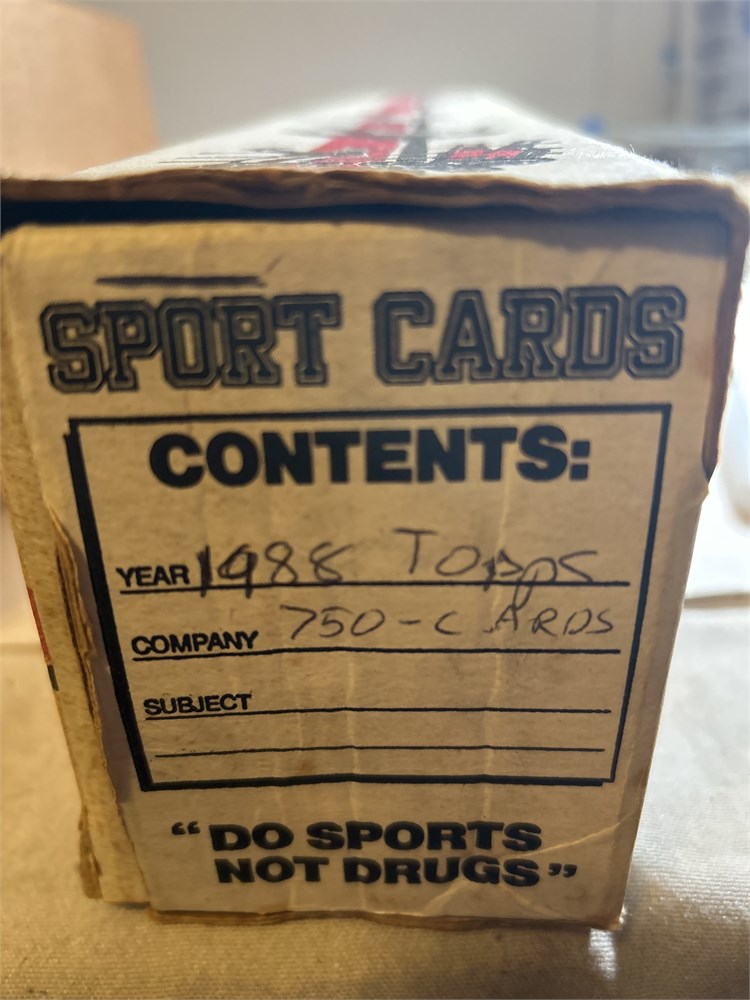 SPORT CARDS
CONTENTS:
YEAR 1988 Topps
COMPANY 750-CARDS
SUBJECT
“DO SPORTS
NOT DRUGS”